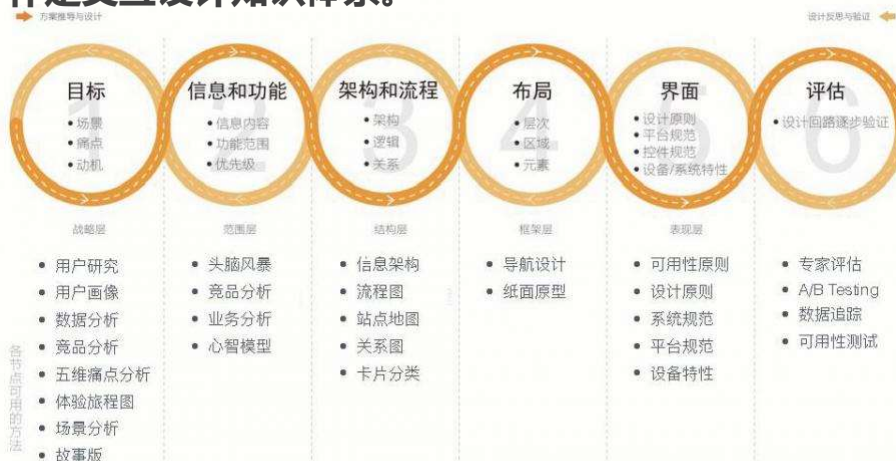 方案推导与设计
设计反思与验证
目标
• 场景
• 痛点
• 动机
信息和功能
• 信息内容
• 功能范围
• 优先级
架构和流程
• 架构
• 逻辑
• 关系
布局
• 层次
• 区域
• 元素
界面
• 设计原则
• 平台规范
• 控件规范
• 设备/系统特性
评估
• 设计回路逐步验证
1
2
3
4
5
6
战略层
范围层
结构层
框架层
表现层
各节点可用的方法
• 用户研究
• 用户画像
• 数据分析
• 竞品分析
• 五维痛点分析
• 体验旅程图
• 场景分析
• 故事版
• 头脑风暴
• 竞品分析
• 业务分析
• 心智模型
• 信息架构
• 流程图
• 站点地图
• 关系图
• 卡片分类
• 导航设计
• 纸面原型
• 可用性原则
• 设计原则
• 系统规范
• 平台规范
• 设备特性
• 专家评估
• A/B Testing
• 数据追踪
• 可用性测试